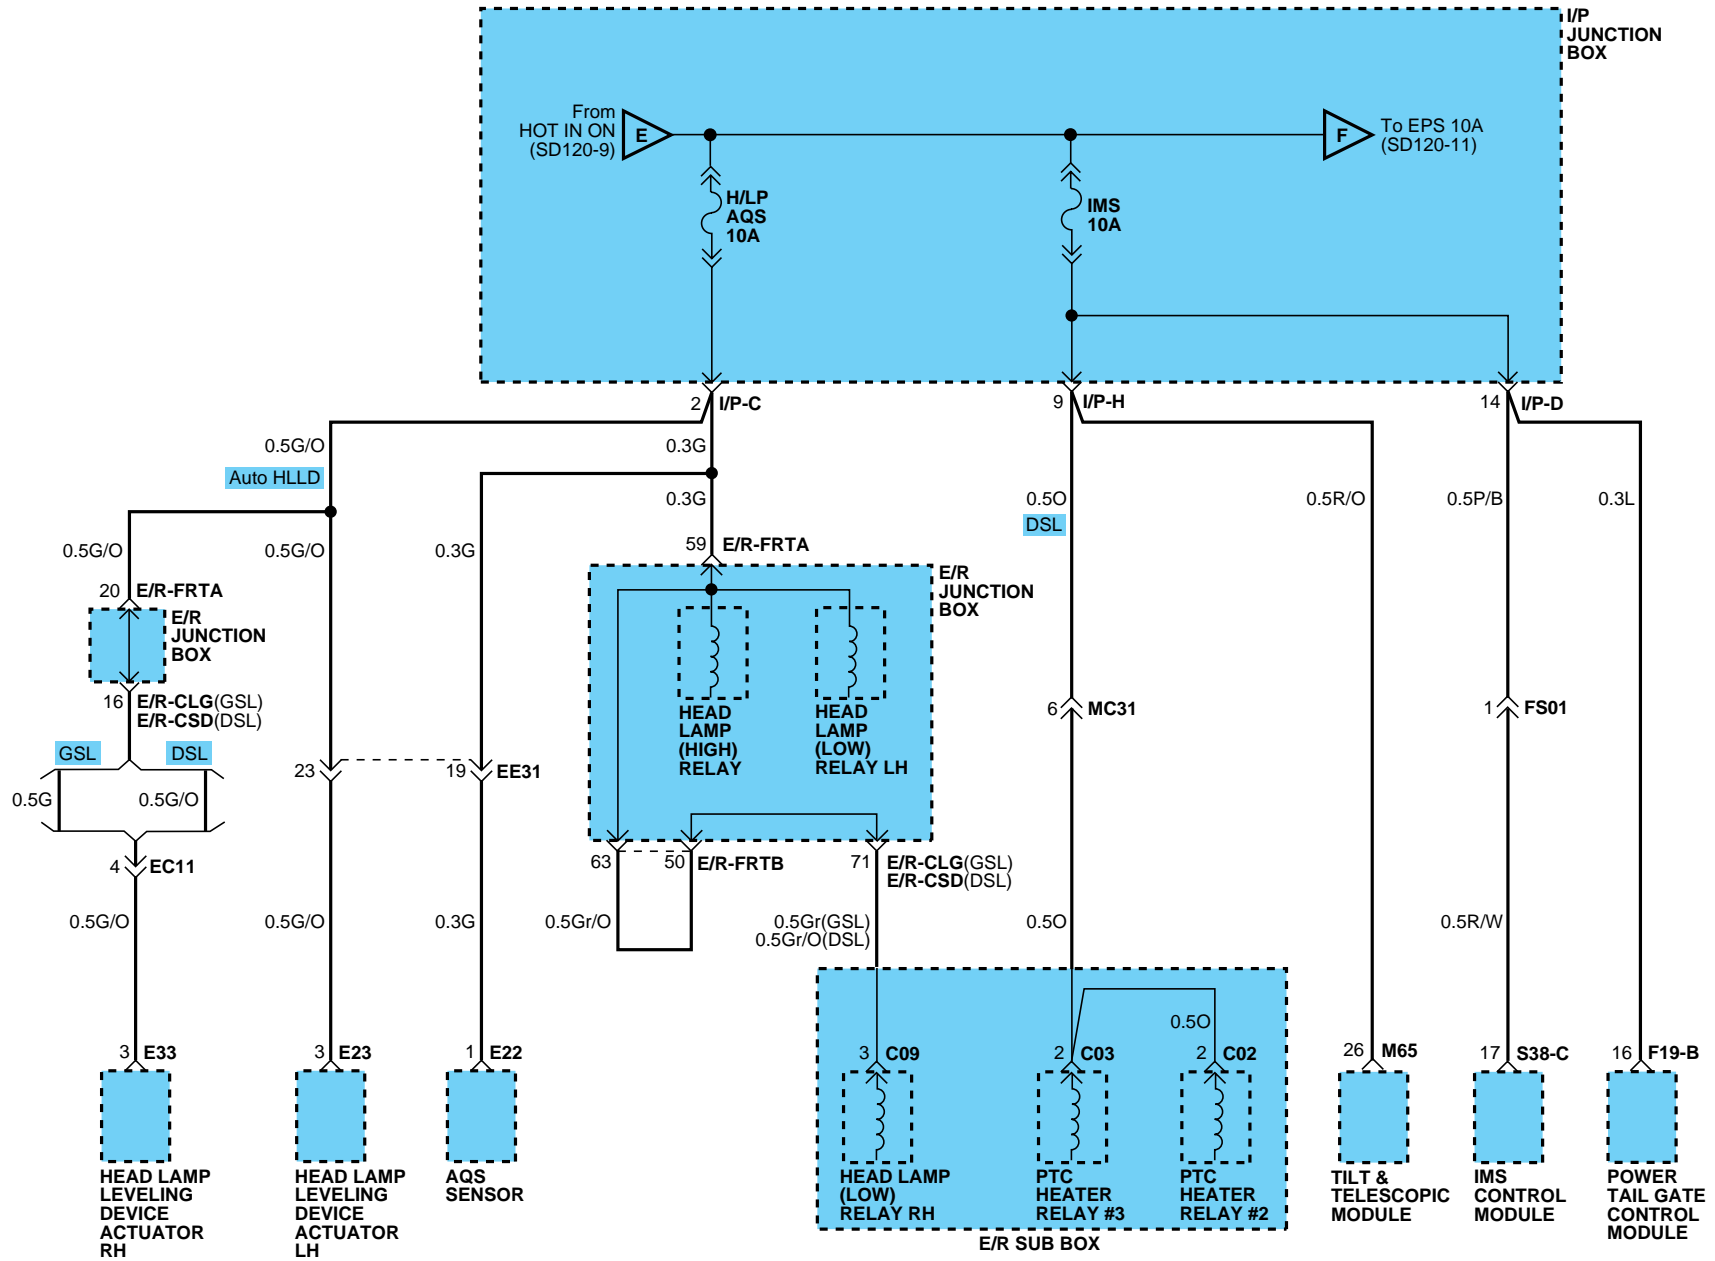 I/P
JUNCTION
BOX
From
HOT IN ON
(SD120-9)
E
F
To EPS 10A
(SD120-11)
H/LP
AQS
10A
IMS
10A
2 I/P-C
9 I/P-H
14 I/P-D
0.5G/O
0.3G
Auto HLLD
0.3G
0.5O
DSL
0.5R/O
0.5P/B
0.3L
0.5G/O
0.5G/O
0.3G
59 E/R-FRTA
20 E/R-FRTA
E/R
JUNCTION
BOX
E/R
JUNCTION
BOX
16 E/R-CLG(GSL)
E/R-CSD(DSL)
HEAD
LAMP
(HIGH)
RELAY
HEAD
LAMP
(LOW)
RELAY LH
6 MC31
1 FS01
GSL
DSL
23
19 EE31
0.5G
0.5G/O
4 EC11
63
50 E/R-FRTB
71 E/R-CLG(GSL)
E/R-CSD(DSL)
0.5G/O
0.5G/O
0.3G
0.5Gr/O
0.5Gr(GSL)
0.5Gr/O(DSL)
0.5O
0.5R/W
0.5O
3 E33
3 E23
1 E22
3 C09
2 C03
2 C02
26 M65
17 S38-C
16 F19-B
HEAD LAMP
LEVELING
DEVICE
ACTUATOR
RH
HEAD LAMP
LEVELING
DEVICE
ACTUATOR
LH
AQS
SENSOR
HEAD LAMP
(LOW)
RELAY RH
PTC
HEATER
RELAY #3
PTC
HEATER
RELAY #2
E/R SUB BOX
TILT &
TELESCOPIC
MODULE
IMS
CONTROL
MODULE
POWER
TAIL GATE
CONTROL
MODULE